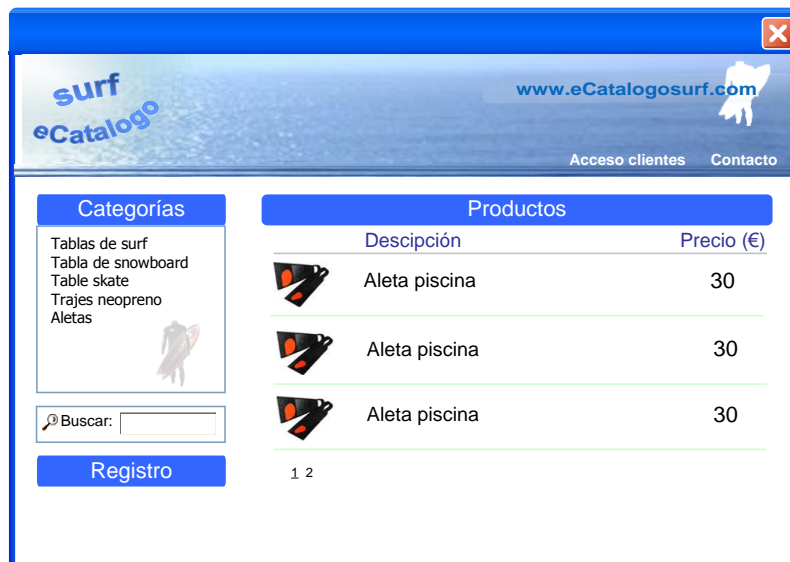 surf
eCatalogo
www.eCatalogosurf.com
Acceso clientes Contacto
Categorías
Tablas de surf
Tabla de snowboard
Table skate
Trajes neopreno
Aletas
Buscar:
Registro
Productos
Descipción Precio (€)
Aleta piscina 30
Aleta piscina 30
Aleta piscina 30
1 2